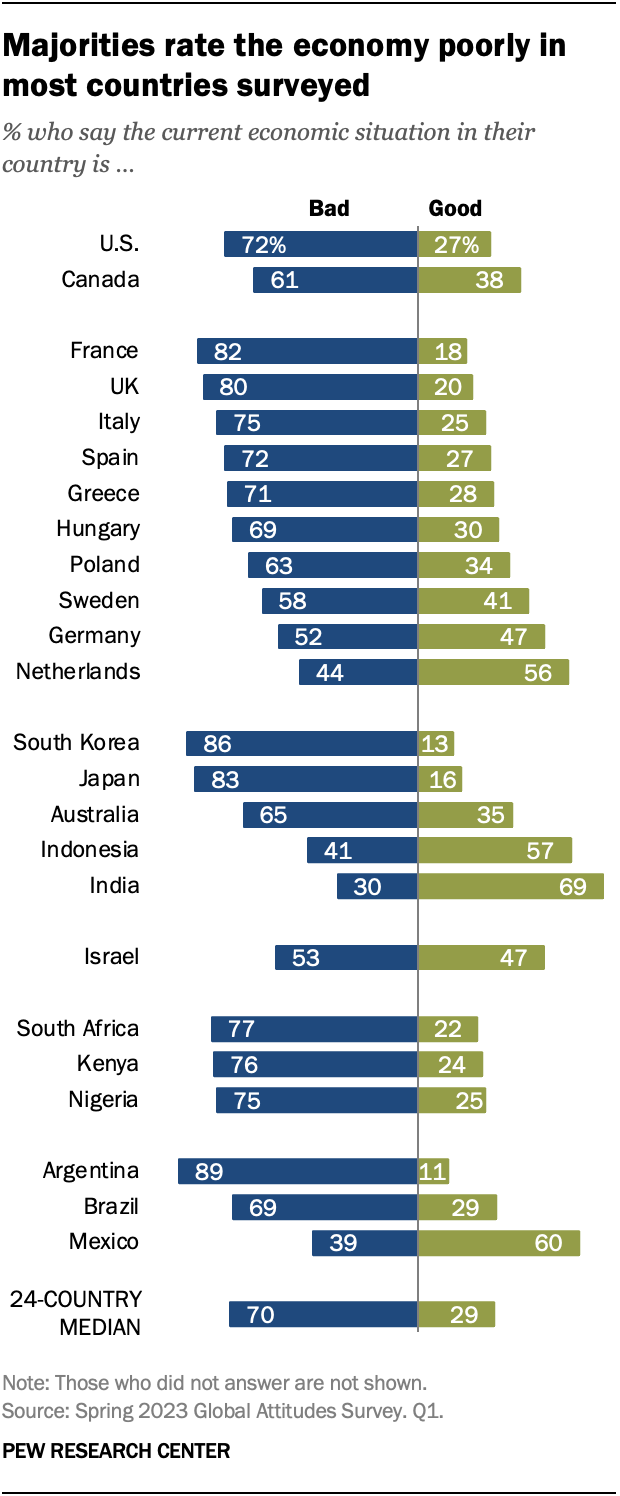 Majorities rate the economy poorly in
most countries surveyed
% who say the current economic situation in their
country is ...
Bad Good
U.S. 72% 27%
Canada 61 38
France 82 18
UK 80 20
Italy 75 25
Spain 72 27
Greece 71 28
Hungary 69 30
Poland 63 34
Sweden 58 41
Germany 52 47
Netherlands 44 56
South Korea 86 13
Japan 83 16
Australia 65 35
Indonesia 41 57
India 30 69
Israel 53 47
South Africa 77 22
Kenya 76 24
Nigeria 75 25
Argentina 89 11
Brazil 69 29
Mexico 39 60
24-COUNTRY
MEDIAN 70 29
Note: Those who did not answer are not shown.
Source: Spring 2023 Global Attitudes Survey. Q1.
PEW RESEARCH CENTER